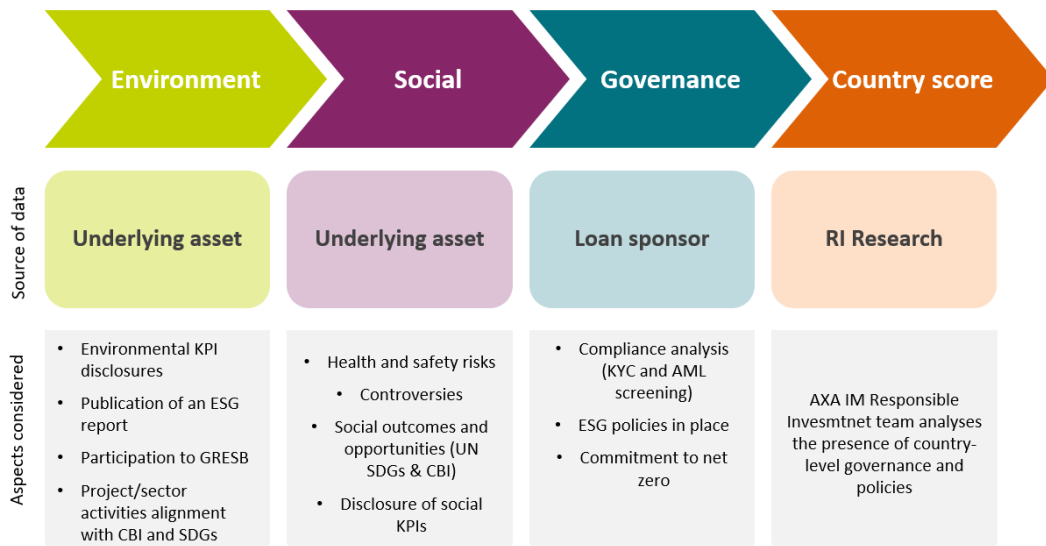 Environment
Social
Governance
Country score
Source of data
Underlying asset
Underlying asset
Loan sponsor
RI Research
Aspects considered
• Environmental KPI
disclosures
• Publication of an ESG
report
• Participation to GRESB
• Project/sector
activities alignment
with CBI and SDGs
• Health and safety risks
• Controversies
• Social outcomes and
opportunities (UN
SDGs & CBI)
• Disclosure of social
KPIs
• Compliance analysis
(KYC and AML
screening)
• ESG policies in place
• Commitment to net
zero
AXA IM Responsible
Invesmtnet team analyses
the presence of country-
level governance and
policies